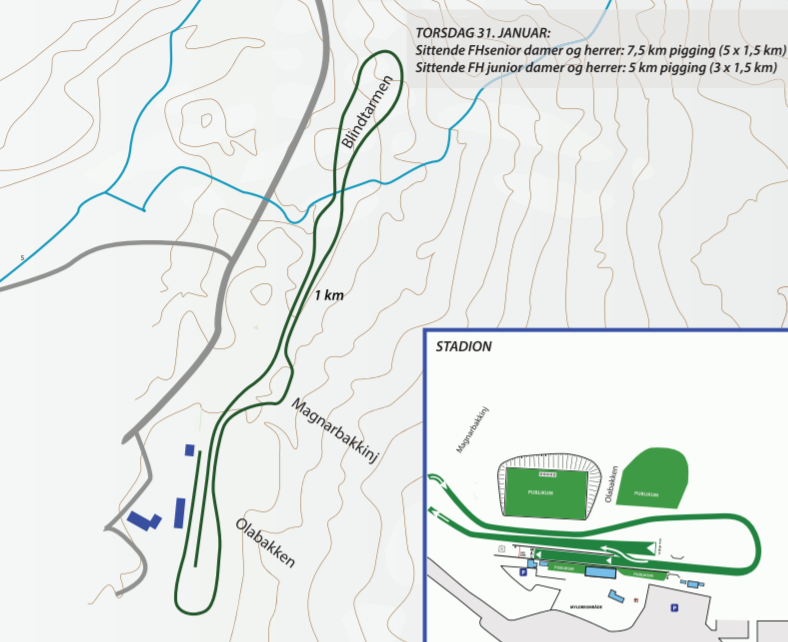 TORSDAG 31. JANUAR:
Sittende FHsenior damer og herrer: 7,5 km pigging (5 x 1,5 km)
Sittende FH junior damer og herrer: 5 km pigging (3 x 1,5 km)
Blindtarmen
5
1 km
Magnarbakkinj
Olabakken
STADION
Magnarbakkinj
PUBLIKUM
Olabakken
PUBLIKUM
PUBLIKUM
PUBLIKUM
P
P